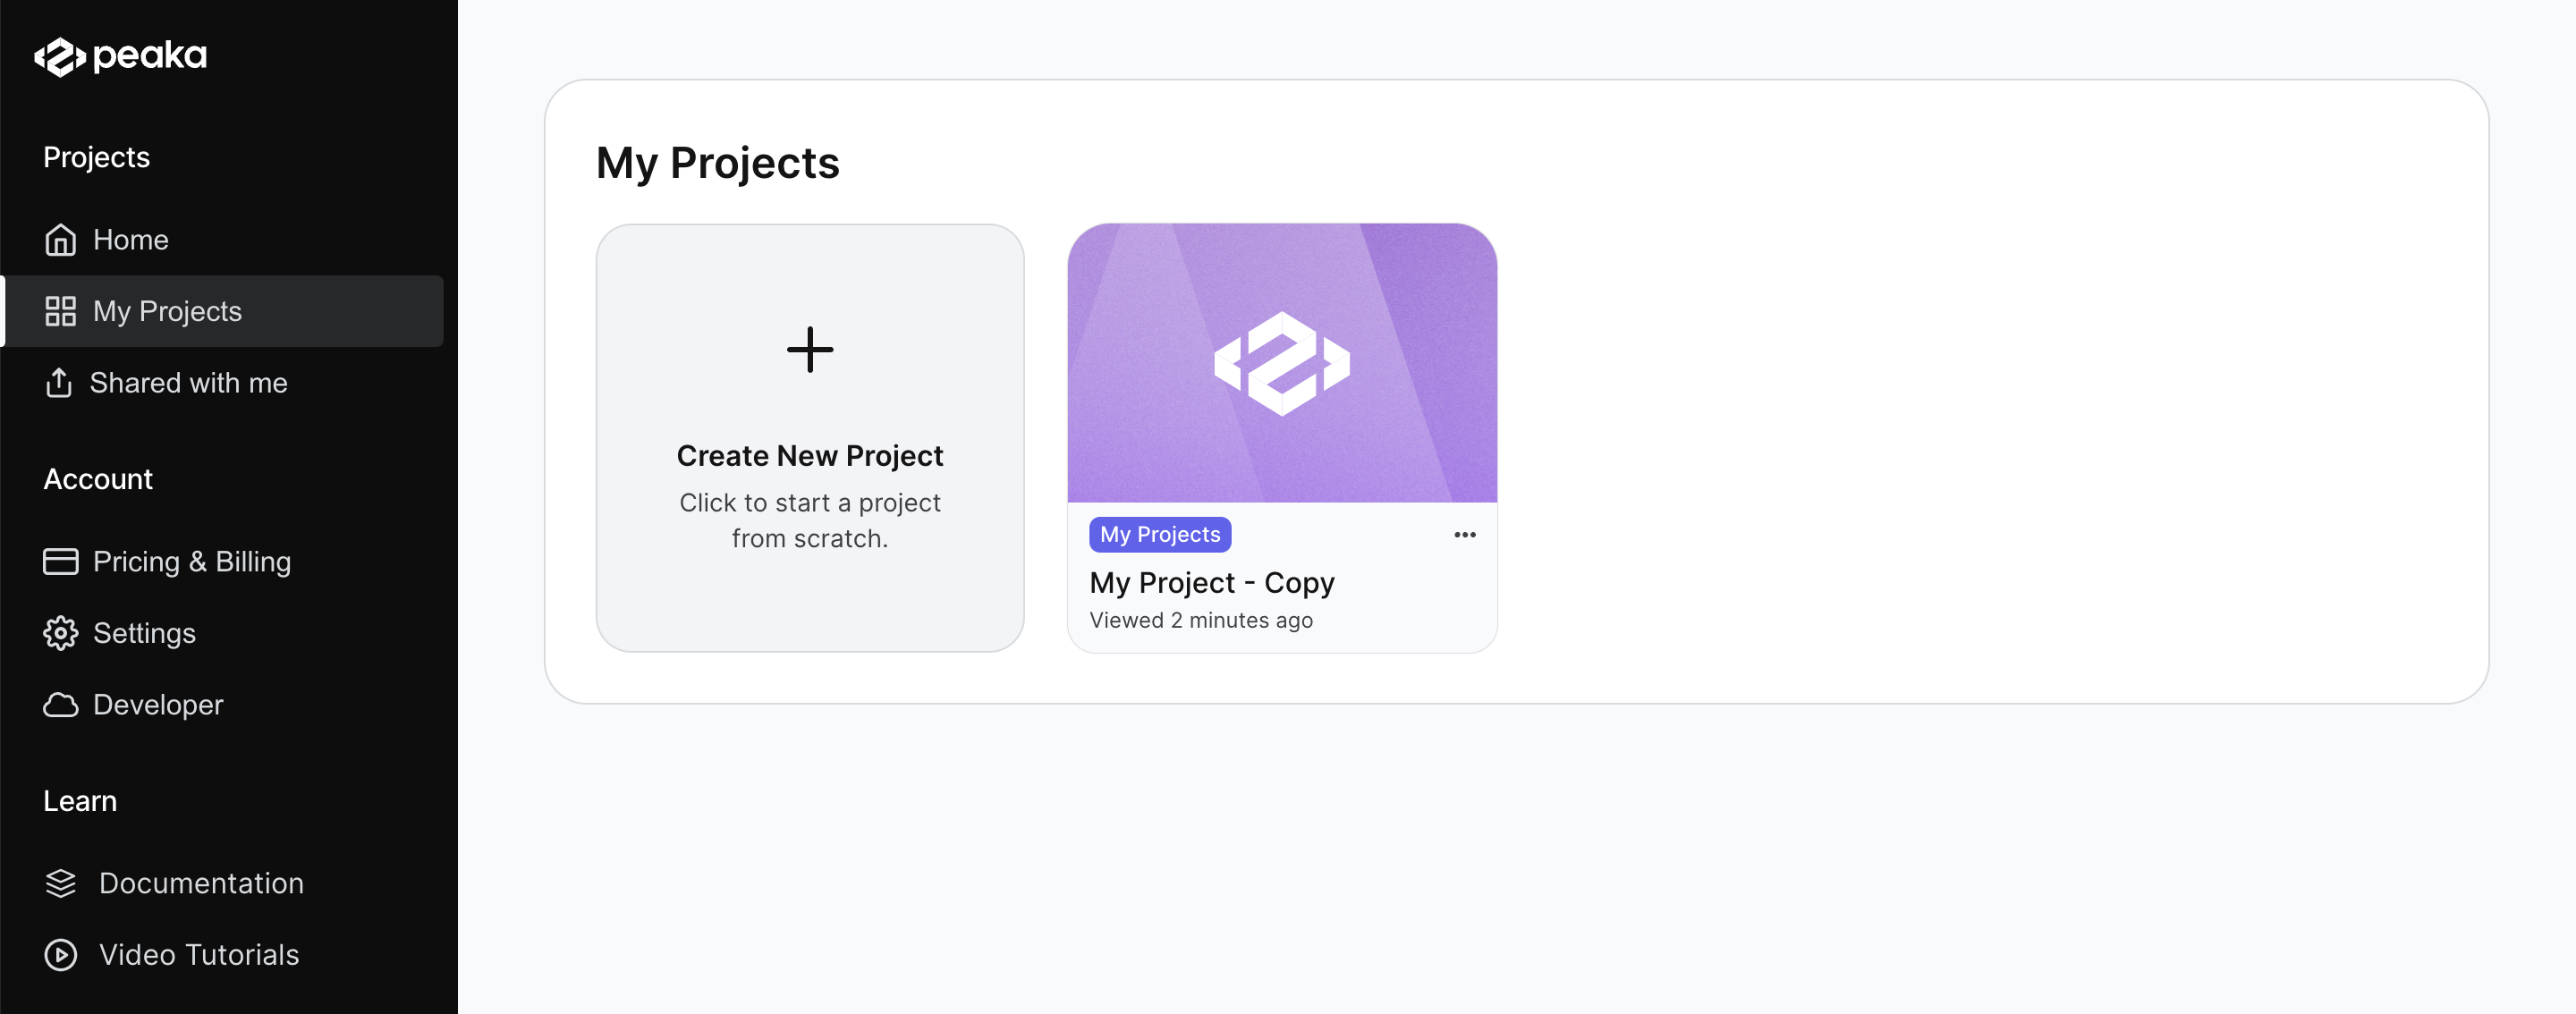 peaka
Projects
Home
My Projects
Shared with me
Account
Pricing & Billing
Settings
Developer
Learn
Documentation
Video Tutorials
My Projects
Create New Project
Click to start a project
from scratch.
My Projects
My Project - Copy
Viewed 2 minutes ago